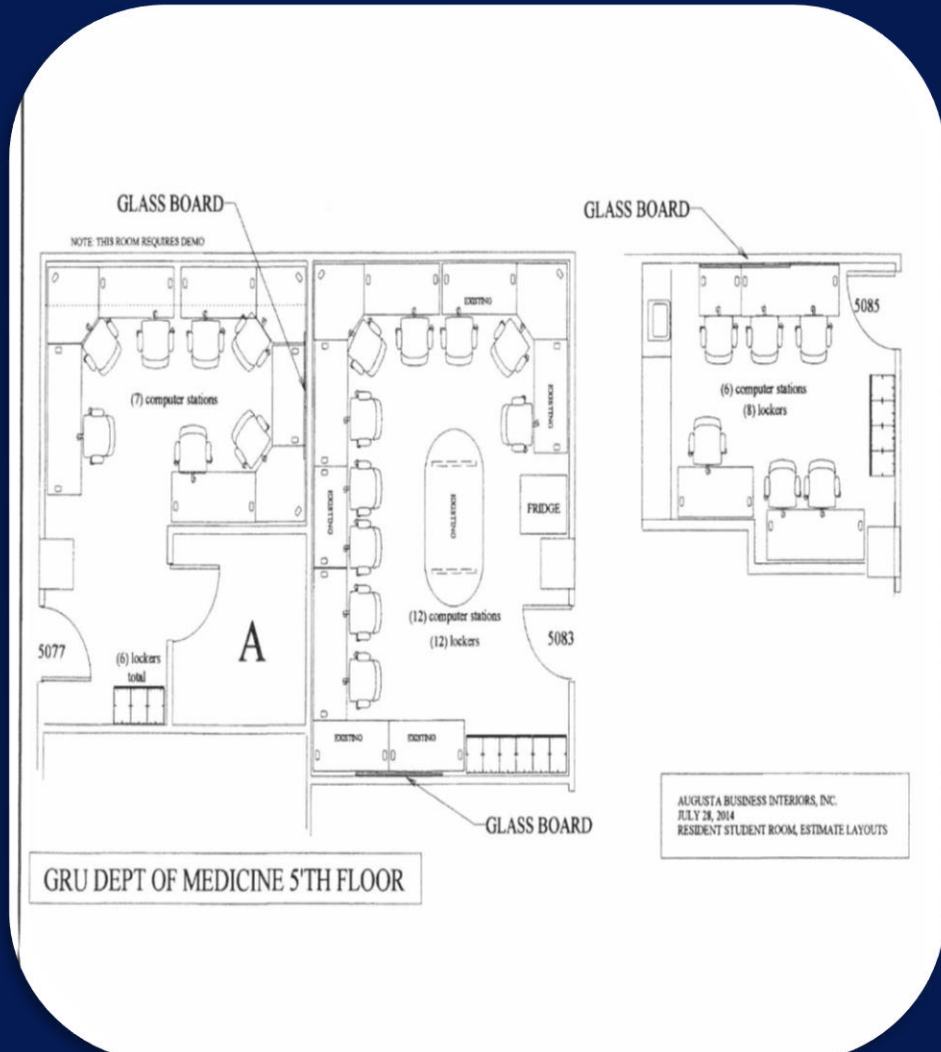 GLASS BOARD
NOTE: THIS ROOM REQUIRES DEMO
(7) computer stations
5077
(6) lockers
total
A
EXISTING
EXISTING
EXISTING
EXISTING
FRIDGE
(12) computer stations
(12) lockers
5083
EXISTING
EXISTING
GLASS BOARD
GLASS BOARD
5085
(6) computer stations
(8) lockers
GRU DEPT OF MEDICINE 5'TH FLOOR
AUGUSTA BUSINESS INTERIORS, INC.
JULY 28, 2014
RESIDENT STUDENT ROOM, ESTIMATE LAYOUTS